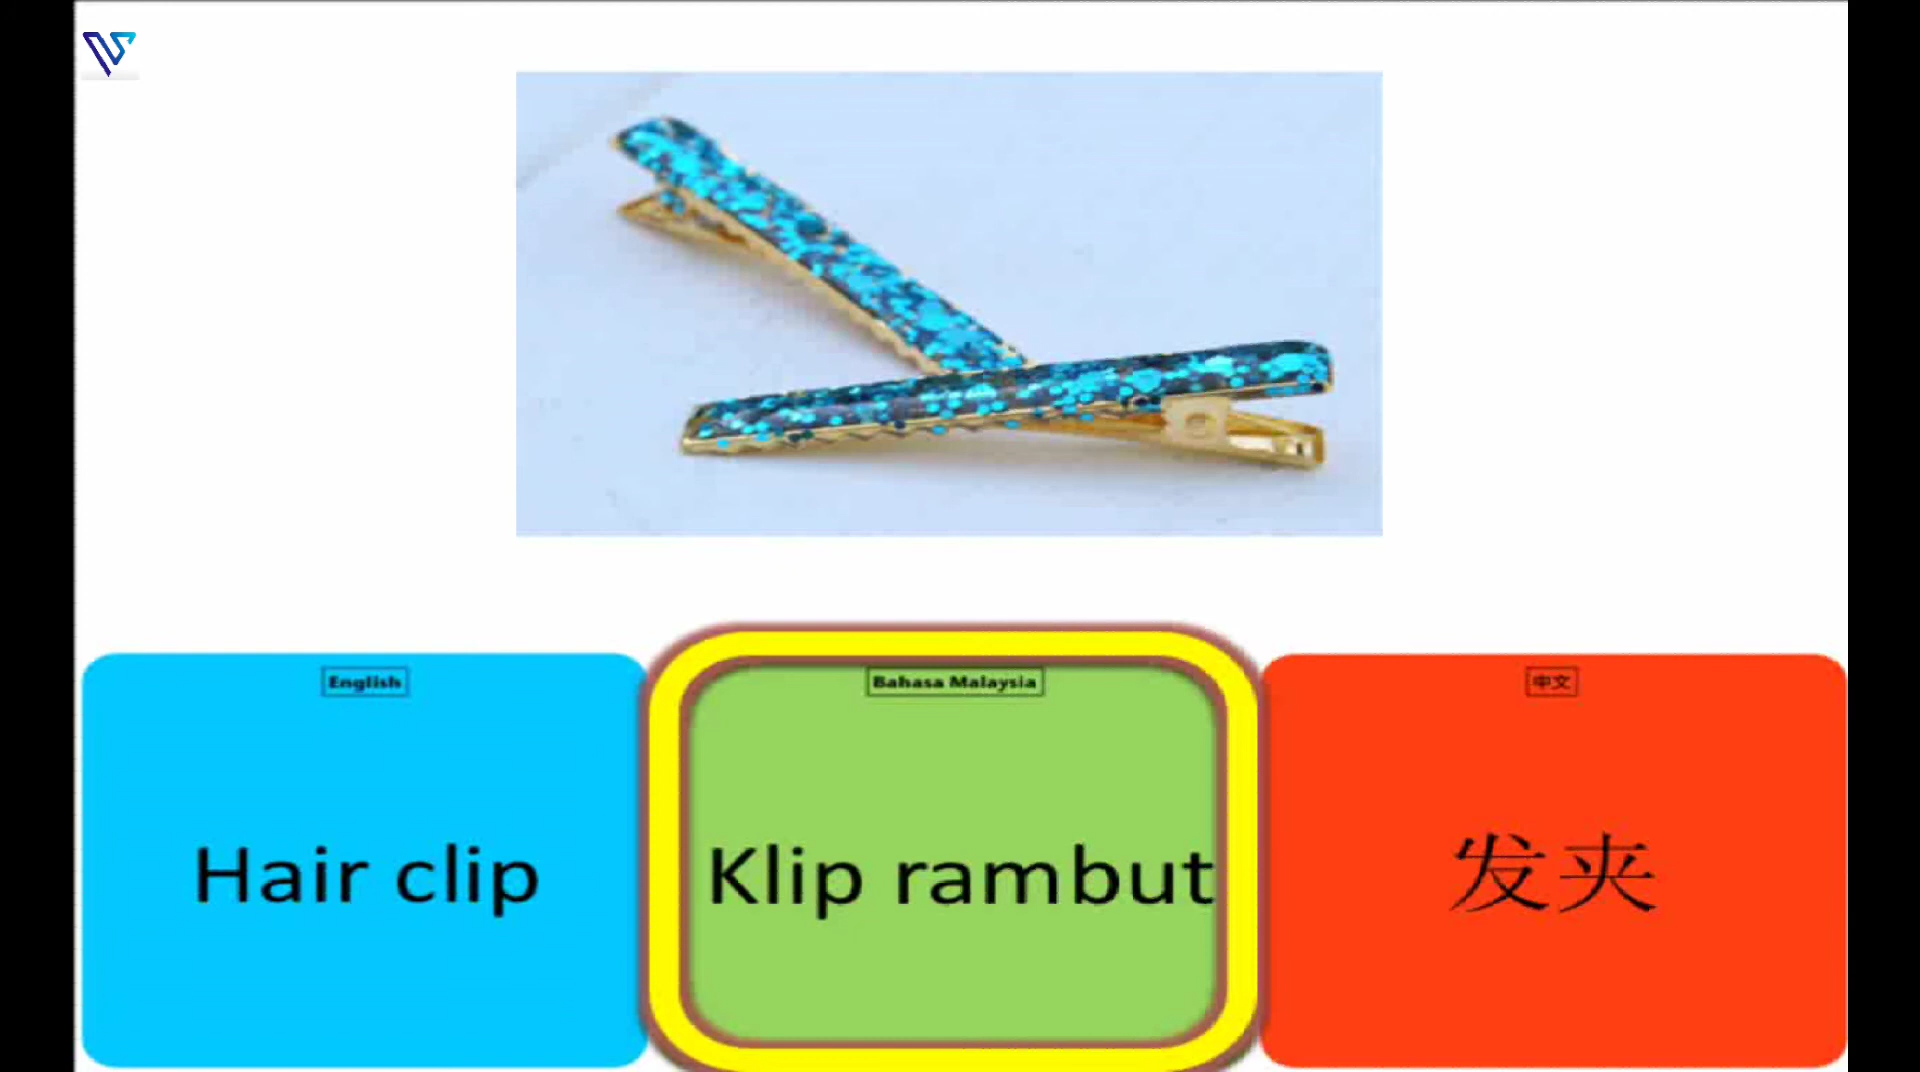 English
Hair clip
Bahasa Malaysia
Klip rambut
中文
发夹